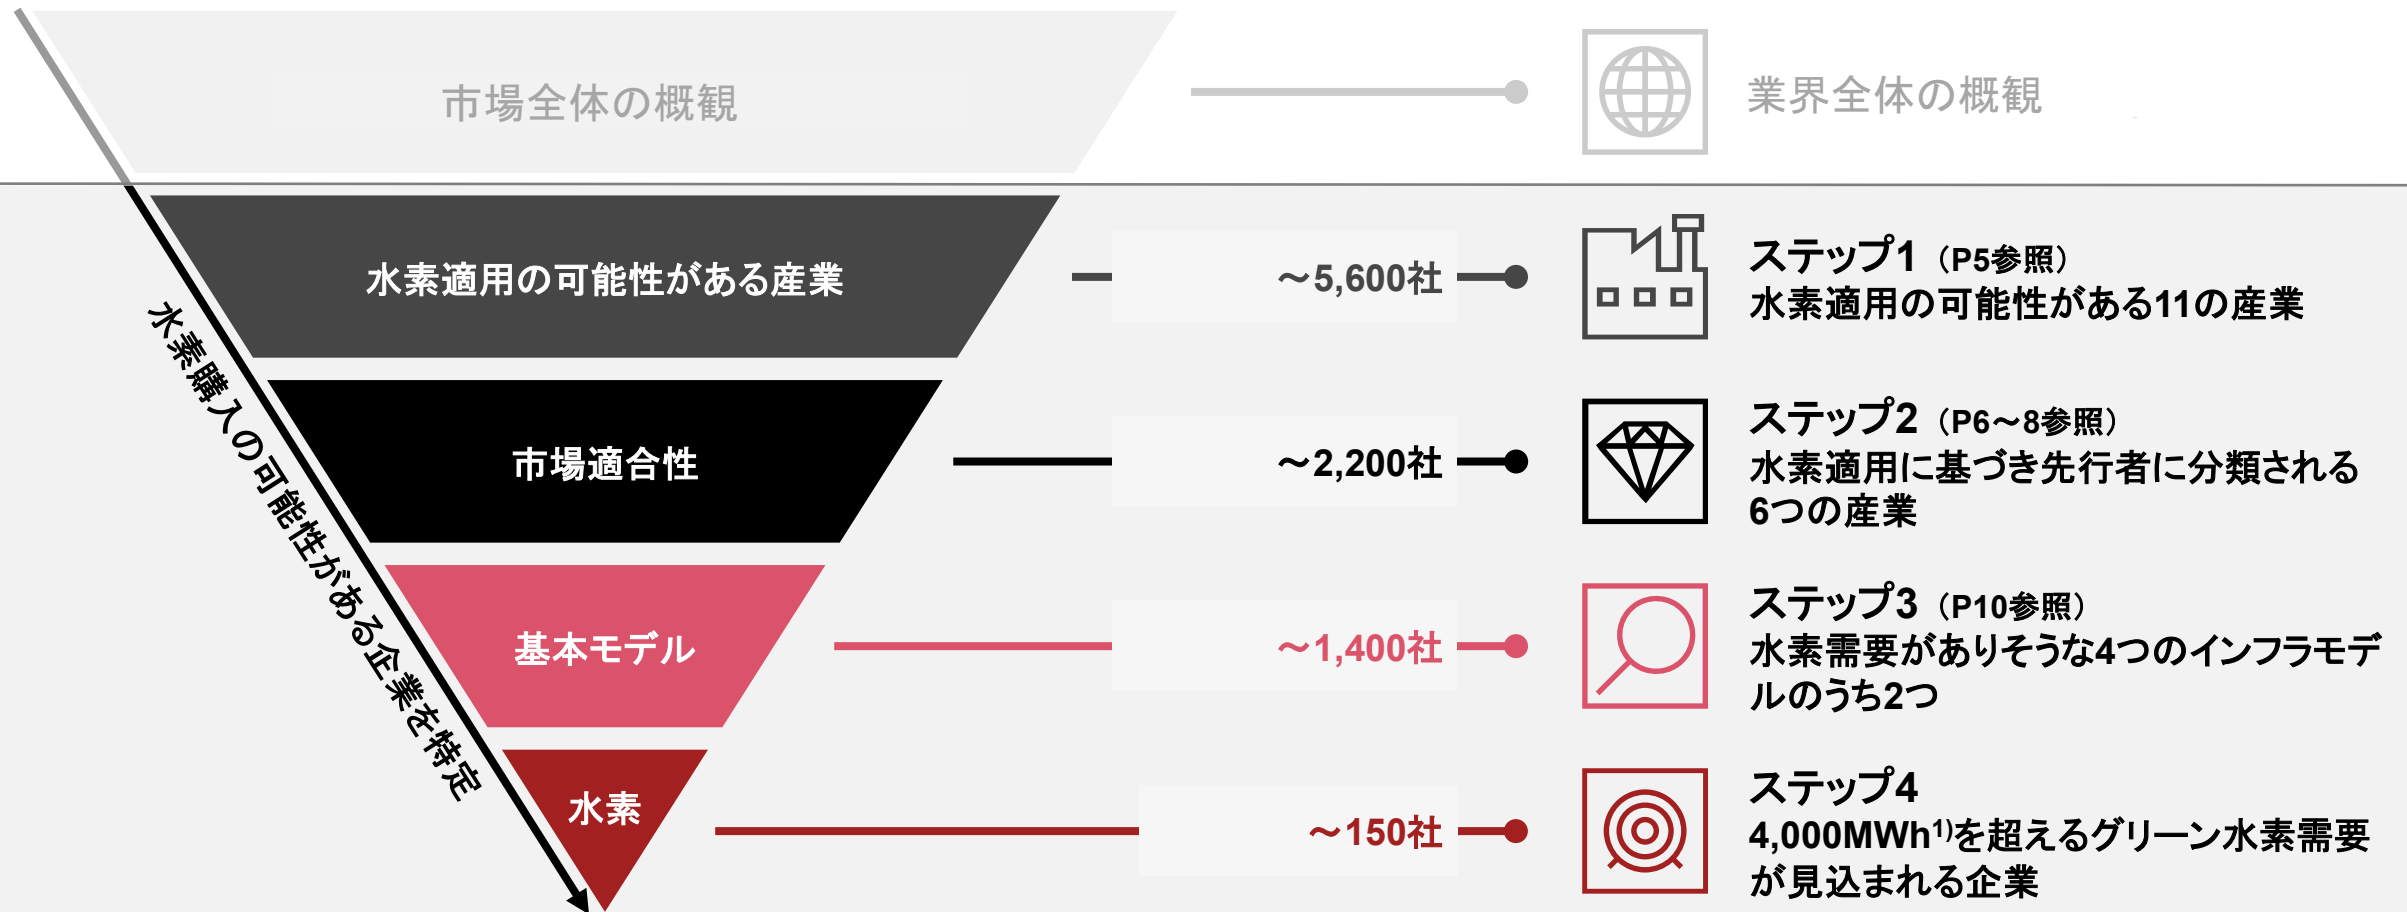 市場全体の概観
業界全体の概観
水素適用の可能性がある産業
～5,600社
ステップ1（P5参照）
水素適用の可能性がある11の産業
市場適合性
～2,200社
ステップ2（P6～8参照）
水素適用に基づき先行者に分類される
6つの産業
基本モデル
～1,400社
ステップ3（P10参照）
水素需要がありそうな4つのインフラモデ
ルのうち2つ
水素
～150社
ステップ4
4,000MWh1)を超えるグリーン水素需要
が見込まれる企業
水素購入の可能性がある企業を特定